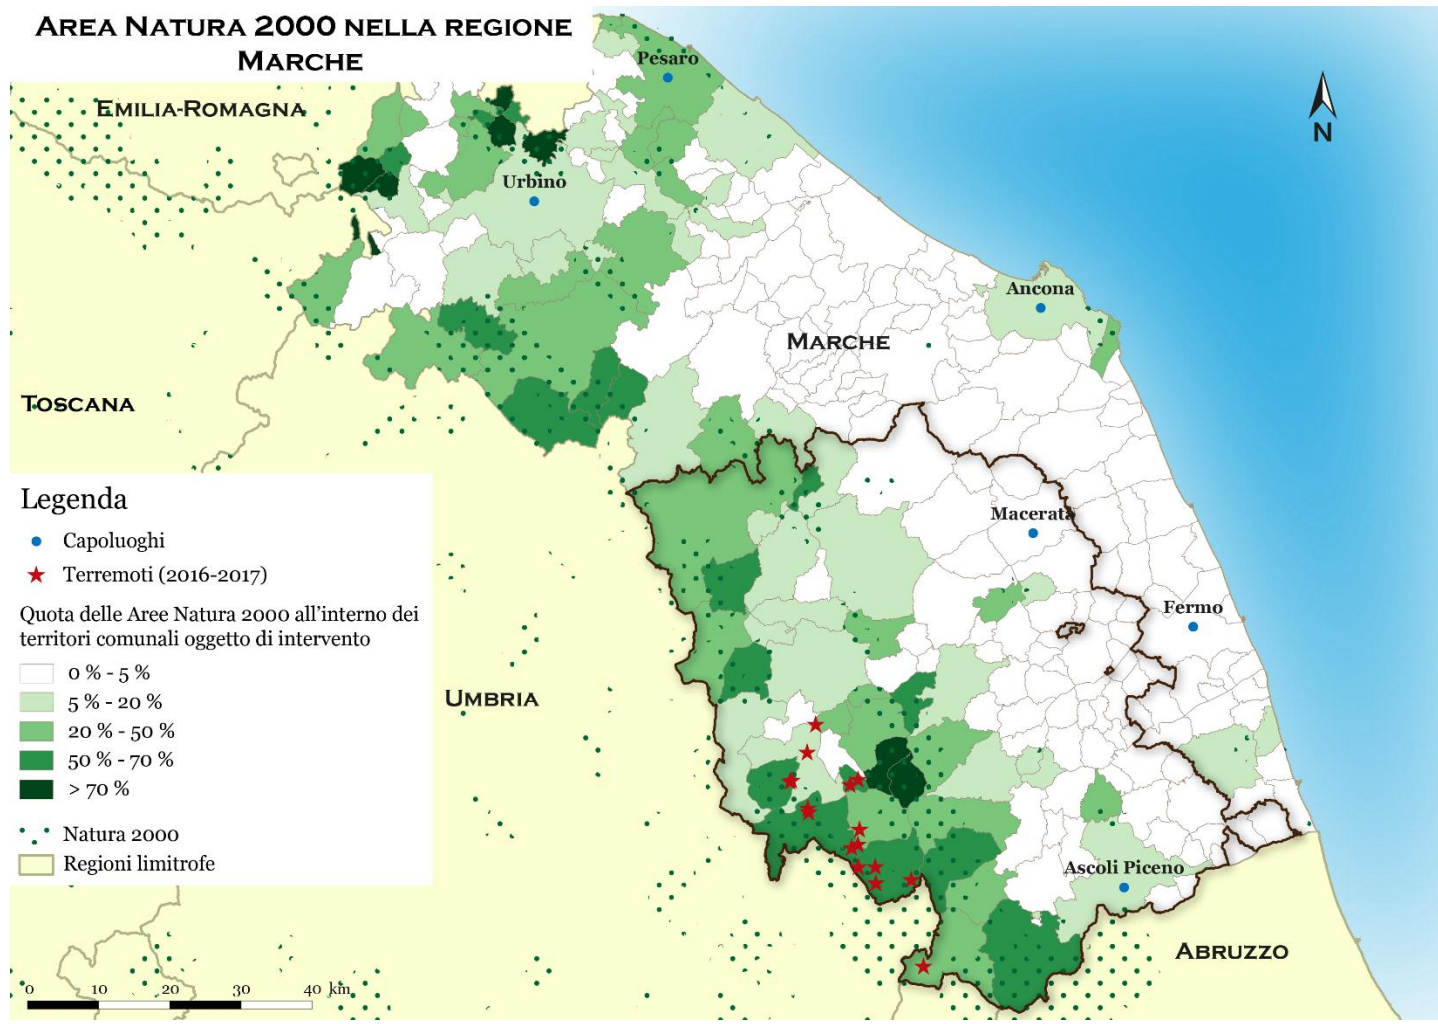 AREA NATURA 2000 NELLA REGIONE
MARCHE
EMILIA-ROMAGNA
Pesaro
N
Urbino
Ancona
MARCHE
TOSCANA
Legenda
Capoluoghi
Terremoti (2016-2017)
Quota delle Aree Natura 2000 all'interno dei
territori comunali oggetto di intervento
0 % - 5 %
5 % - 20 %
20 % - 50 %
50 % - 70 %
> 70 %
Natura 2000
Regioni limitrofe
Macerata
Fermo
UMBRIA
Ascoli Piceno
ABRUZZO
0 10 20 30 40 km